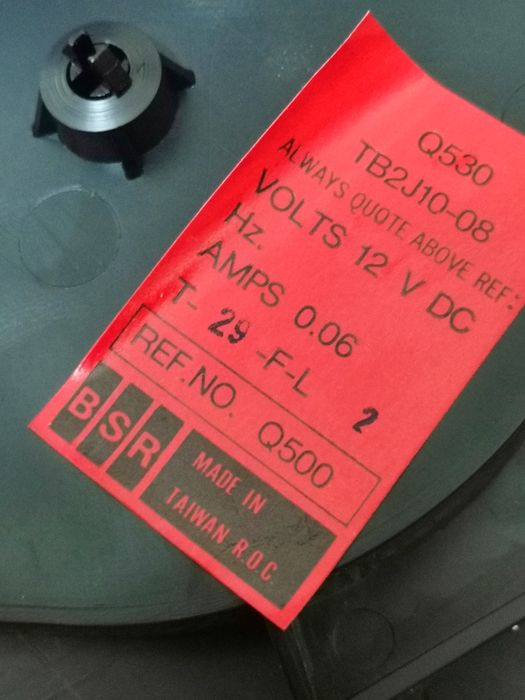 Q530
TB2J10-08
ALWAYS QUOTE ABOVE REF:
VOLTS 12 V DC
Hz.
AMPS 0.06
T- 29 -F-L 2
REF.NO. Q500
BSR
MADE IN
TAIWAN R.O.C